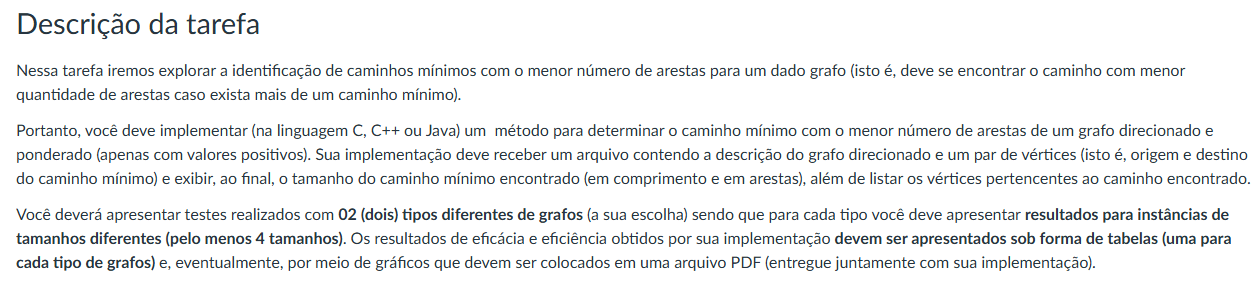 Descrição da tarefa
Nessa tarefa iremos explorar a identificação de caminhos mínimos com o menor número de arestas para um dado grafo (isto é, deve se encontrar o caminho com menor
quantidade de arestas caso exista mais de um caminho mínimo).
Portanto, você deve implementar (na linguagem C, C++ ou Java) um método para determinar o caminho mínimo com o menor número de arestas de um grafo direcionado e
ponderado (apenas com valores positivos). Sua implementação deve receber um arquivo contendo a descrição do grafo direcionado e um par de vértices (isto é, origem e destino
do caminho mínimo) e exibir, ao final, o tamanho do caminho mínimo encontrado (em comprimento e em arestas), além de listar os vértices pertencentes ao caminho encontrado.
Você deverá apresentar testes realizados com 02 (dois) tipos diferentes de grafos (a sua escolha) sendo que para cada tipo você deve apresentar resultados para instâncias de
tamanhos diferentes (pelo menos 4 tamanhos). Os resultados de eficácia e eficiência obtidos por sua implementação devem ser apresentados sob forma de tabelas (uma para
cada tipo de grafos) e, eventualmente, por meio de gráficos que devem ser colocados em uma arquivo PDF (entregue juntamente com sua implementação).